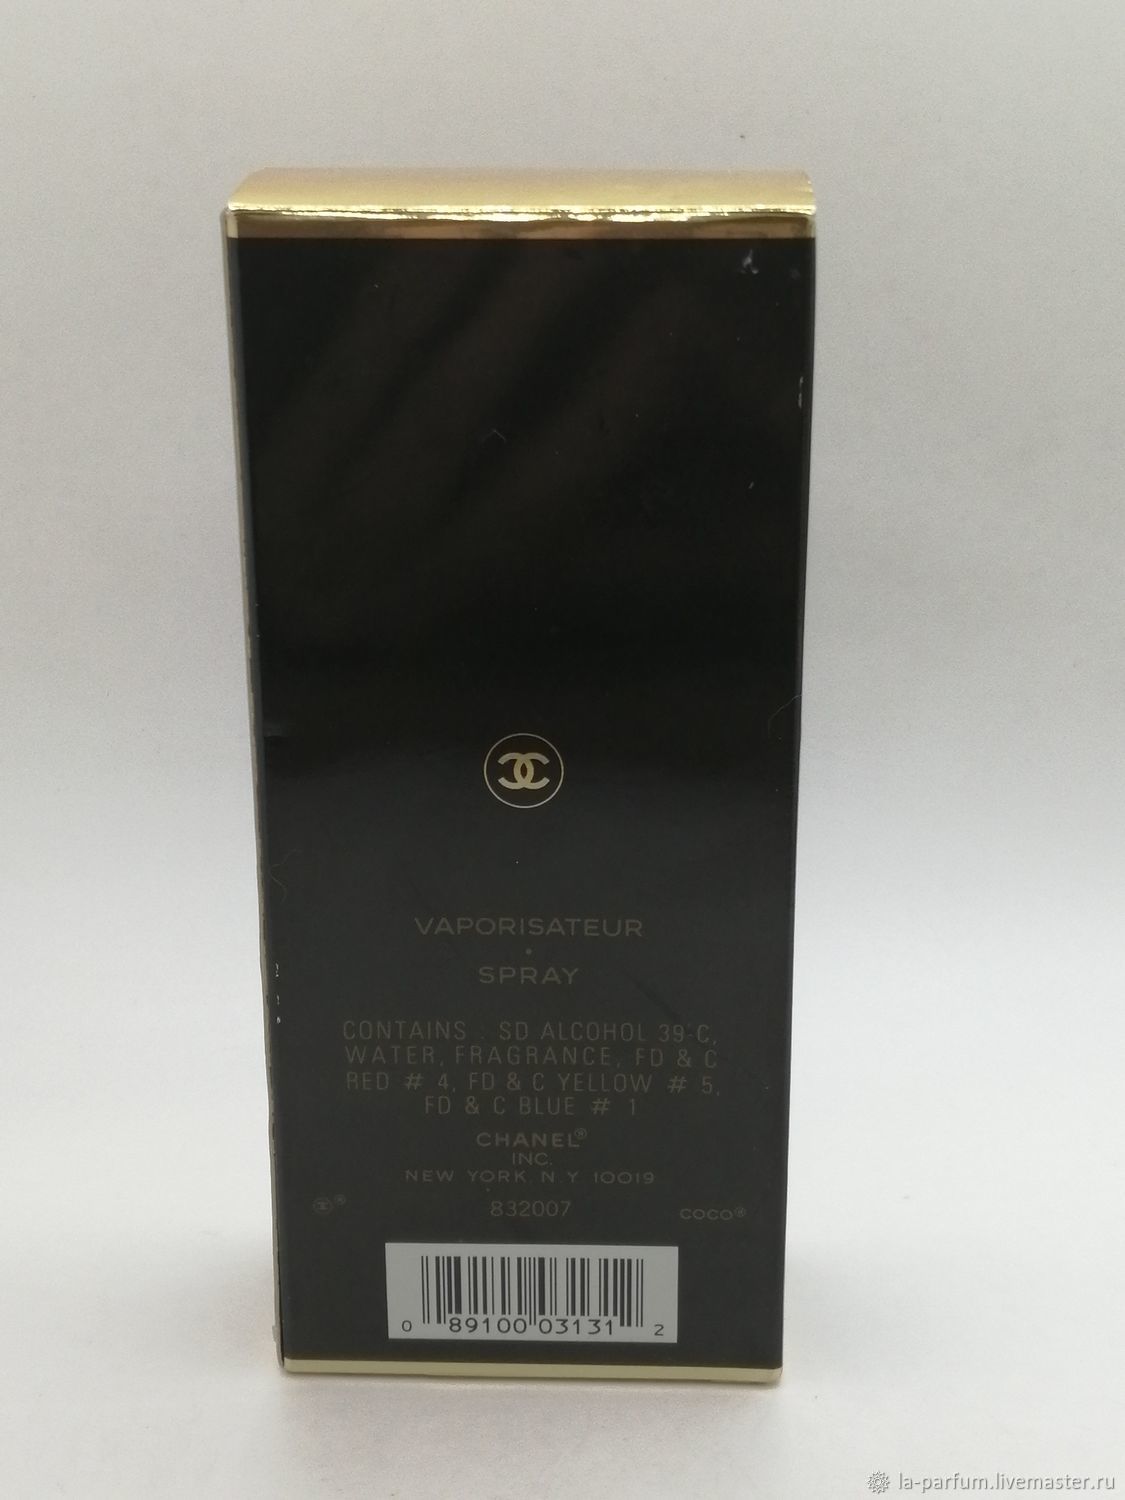 VAPORISATEUR
•
SPRAY
CONTAINS : SD ALCOHOL 39-C,
WATER, FRAGRANCE, FD & C
RED # 4, FD & C YELLOW # 5,
FD & C BLUE # 1
CHANEL®
INC.
NEW YORK, N.Y. 10019
®
832007
COCO®
0 89100 03131 2
la-parfum.livemaster.ru